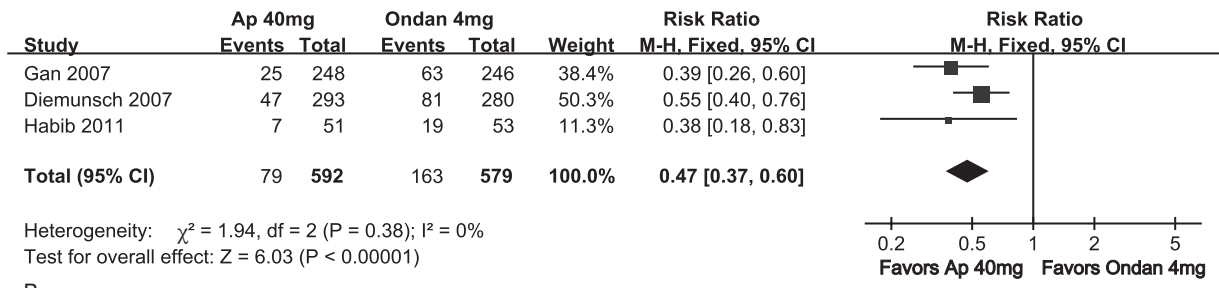 Ap 40mg Ondan 4mg Risk Ratio Risk Ratio
Study Events Total Events Total Weight M-H, Fixed, 95% CI M-H, Fixed, 95% CI
Gan 2007 25 248 63 246 38.4% 0.39 [0.26, 0.60]
Diemunsch 2007 47 293 81 280 50.3% 0.55 [0.40, 0.76]
Habib 2011 7 51 19 53 11.3% 0.38 [0.18, 0.83]
Total (95% CI) 79 592 163 579 100.0% 0.47 [0.37, 0.60]
Heterogeneity: χ² = 1.94, df = 2 (P = 0.38); I² = 0%
Test for overall effect: Z = 6.03 (P < 0.00001)
0.2 0.5 1 2 5
Favors Ap 40mg Favors Ondan 4mg